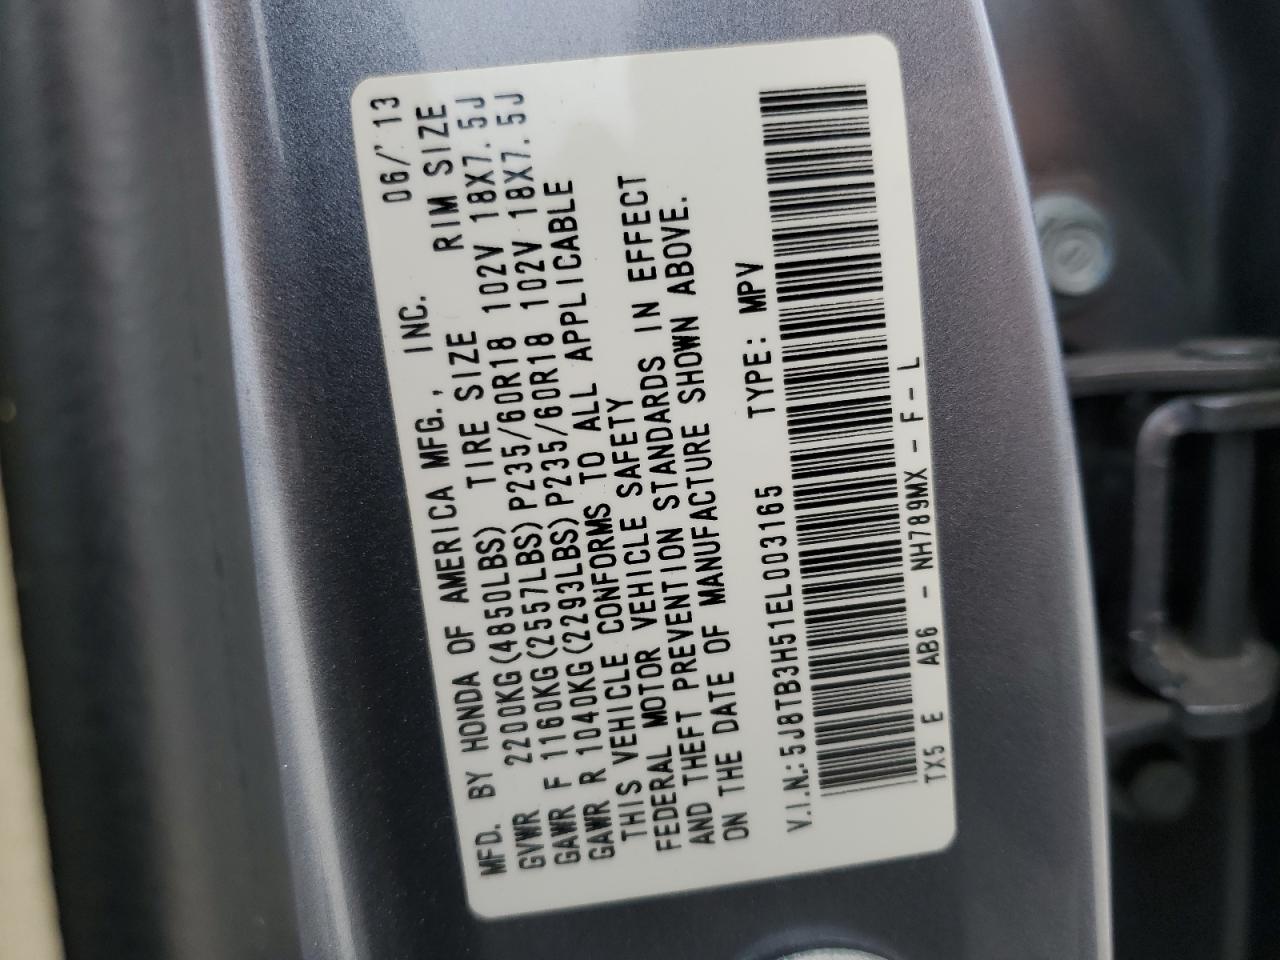 MFD. BY HONDA OF AMERICA MFG., INC. 06/'13
GVWR 2200KG(4850LBS) TIRE SIZE RIM SIZE
GAWR F 1160KG(2557LBS)P235/60R18 102V 18X7.5J
GAWR R 1040KG(2293LBS)P235/60R18 102V 18X7.5J
THIS VEHICLE CONFORMS TO ALL APPLICABLE
FEDERAL MOTOR VEHICLE SAFETY
AND THEFT PREVENTION STANDARDS IN EFFECT
ON THE DATE OF MANUFACTURE SHOWN ABOVE.
V.I.N.:5J8TB3H51EL003165 TYPE: MPV
TX5 E AB6 - NH789MX - F - L